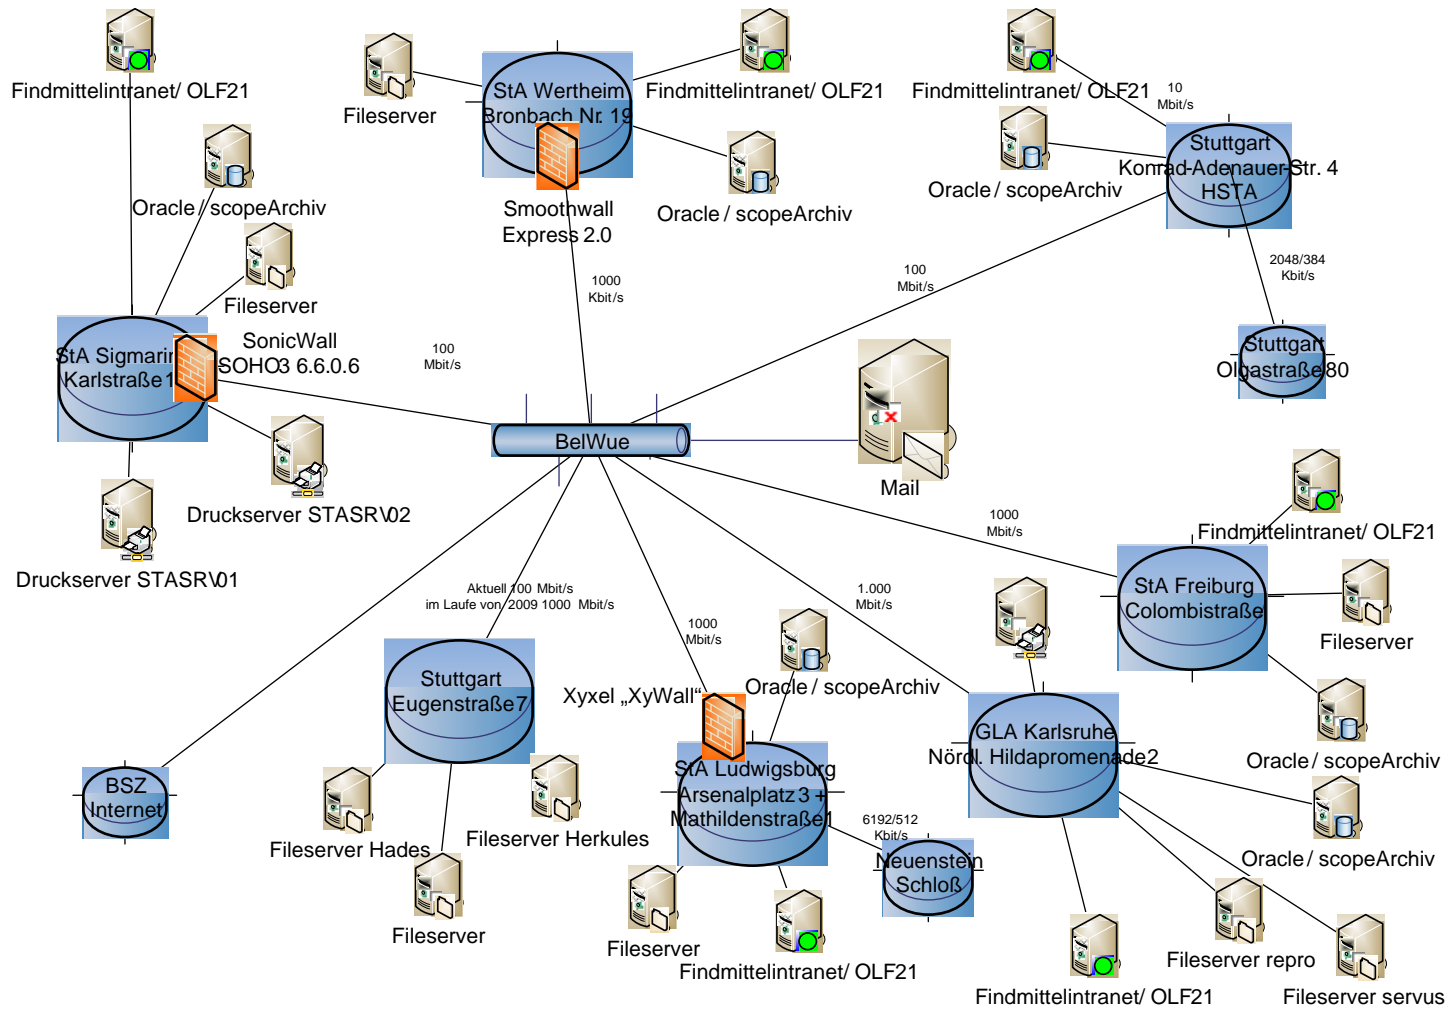 Findmittelintranet/ OLF21
Oracle / scopeArchiv
Fileserver
StA Sigmarin
Karlstraße 1
SonicWall
SOHO3 6.6.0.6
Druckserver STASRV02
Druckserver STASRV01
100
Mbit/s
Fileserver
StA Wertheim
Bronbach Nr. 19
Findmittelintranet/ OLF21
Oracle / scopeArchiv
Smoothwall
Express 2.0
1000
Kbit/s
Findmittelintranet/ OLF21
10
Mbit/s
Oracle / scopeArchiv
Stuttgart
Konrad-Adenauer-Str. 4
HSTA
100
Mbit/s
2048/384
Kbit/s
Stuttgart
Olgastraße 80
BelWue
Mail
1000
Mbit/s
Findmittelintranet/ OLF21
StA Freiburg
Colombistraße
Fileserver
Oracle / scopeArchiv
Aktuell 100 Mbit/s
im Laufe von 2009 1000 Mbit/s
Stuttgart
Eugenstraße 7
Fileserver Hades
Fileserver Herkules
Fileserver
BSZ
Internet
1000
Mbit/s
Xyxel „XyWall“
Oracle / scopeArchiv
StA Ludwigsburg
Arsenalplatz 3 +
Mathildenstraße 1
6192/512
Kbit/s
Neuenstein
Schloß
Fileserver
Findmittelintranet/ OLF21
1.000
Mbit/s
GLA Karlsruhe
Nördl. Hildapromenade 2
Oracle / scopeArchiv
Fileserver repro
Findmittelintranet/ OLF21
Fileserver servus